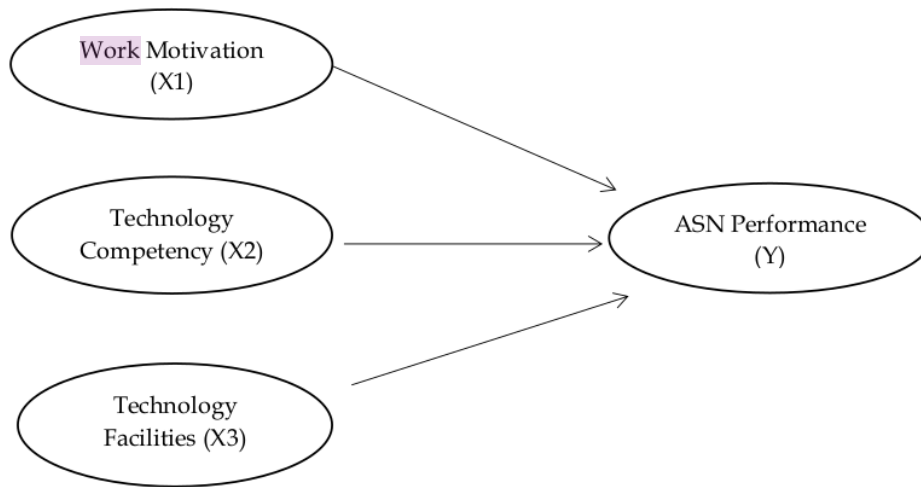 Work Motivation
(X1)
Technology
Competency (X2)
ASN Performance
(Y)
Technology
Facilities (X3)